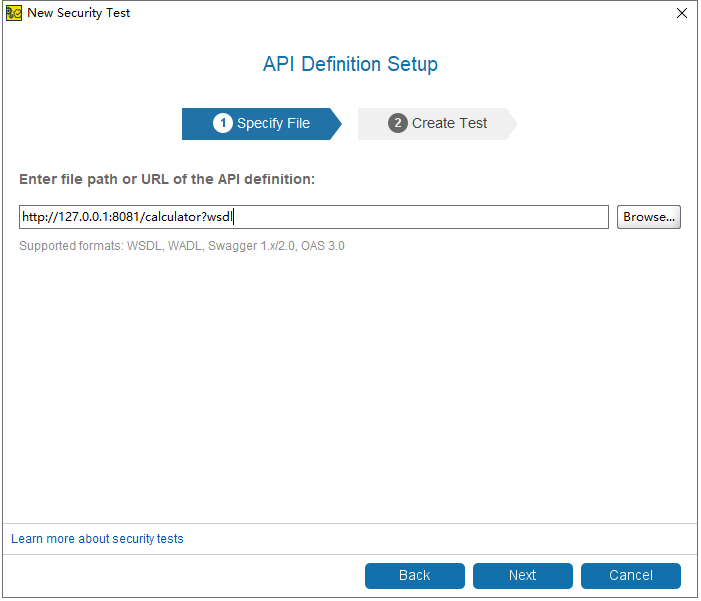 New Security Test
API Definition Setup
1 Specify File
2 Create Test
Enter file path or URL of the API definition:
http://127.0.0.1:8081/calculator?wsdl
Browse...
Supported formats: WSDL, WADL, Swagger 1.x/2.0, OAS 3.0
Learn more about security tests
Back
Next
Cancel